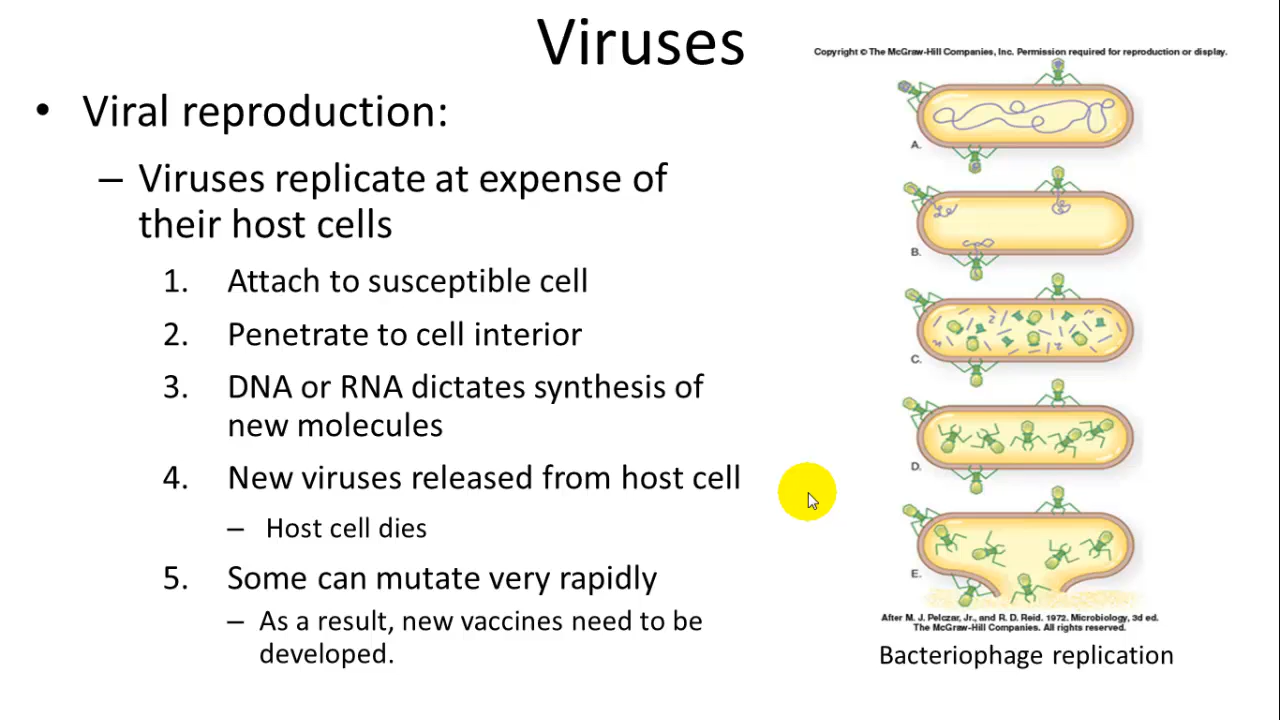 Viruses
Copyright © The McGraw-Hill Companies, Inc. Permission required for reproduction or display.
• Viral reproduction:
– Viruses replicate at expense of
their host cells
1. Attach to susceptible cell
2. Penetrate to cell interior
3. DNA or RNA dictates synthesis of
new molecules
4. New viruses released from host cell
– Host cell dies
5. Some can mutate very rapidly
– As a result, new vaccines need to be
developed.
A.
B.
C.
D.
E.
After M. J. Pelczar, Jr., and R. D. Reid. 1972. Microbiology, 3d ed.
The McGraw-Hill Companies. All rights reserved.
Bacteriophage replication